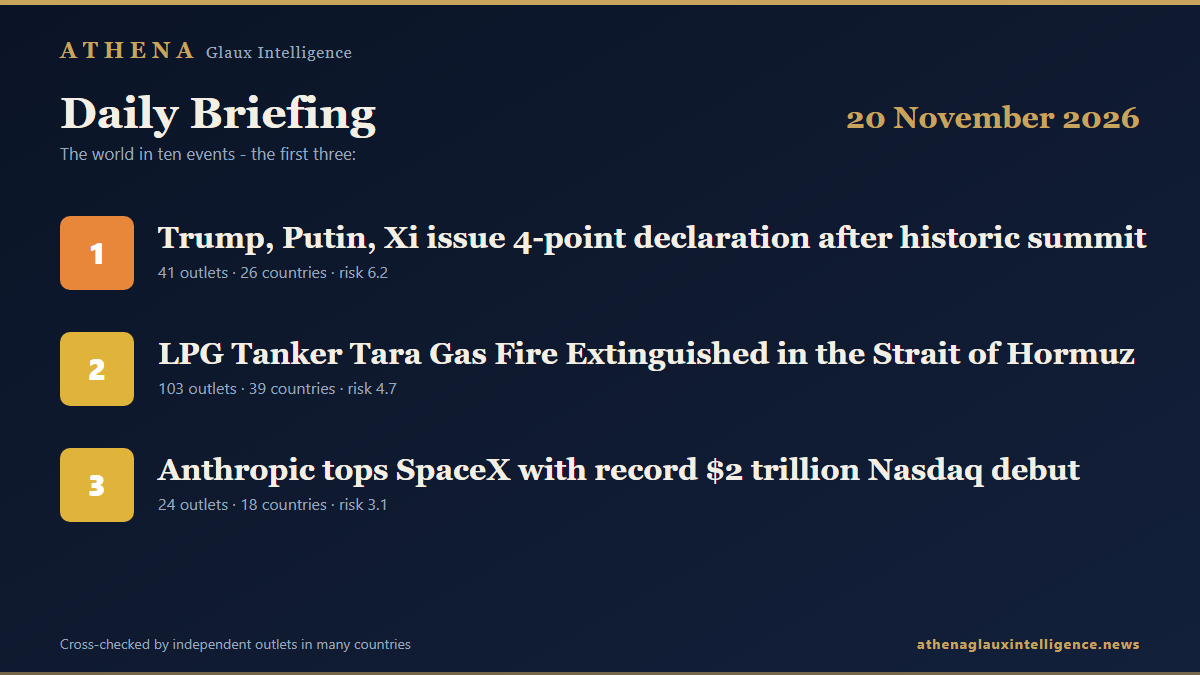 ATHENA Glaux Intelligence
Daily Briefing
20 November 2026
The world in ten events - the first three:
1
Trump, Putin, Xi issue 4-point declaration after historic summit
41 outlets · 26 countries · risk 6.2
2
LPG Tanker Tara Gas Fire Extinguished in the Strait of Hormuz
103 outlets · 39 countries · risk 4.7
3
Anthropic tops SpaceX with record $2 trillion Nasdaq debut
24 outlets · 18 countries · risk 3.1
Cross-checked by independent outlets in many countries
athenaglauxintelligence.news